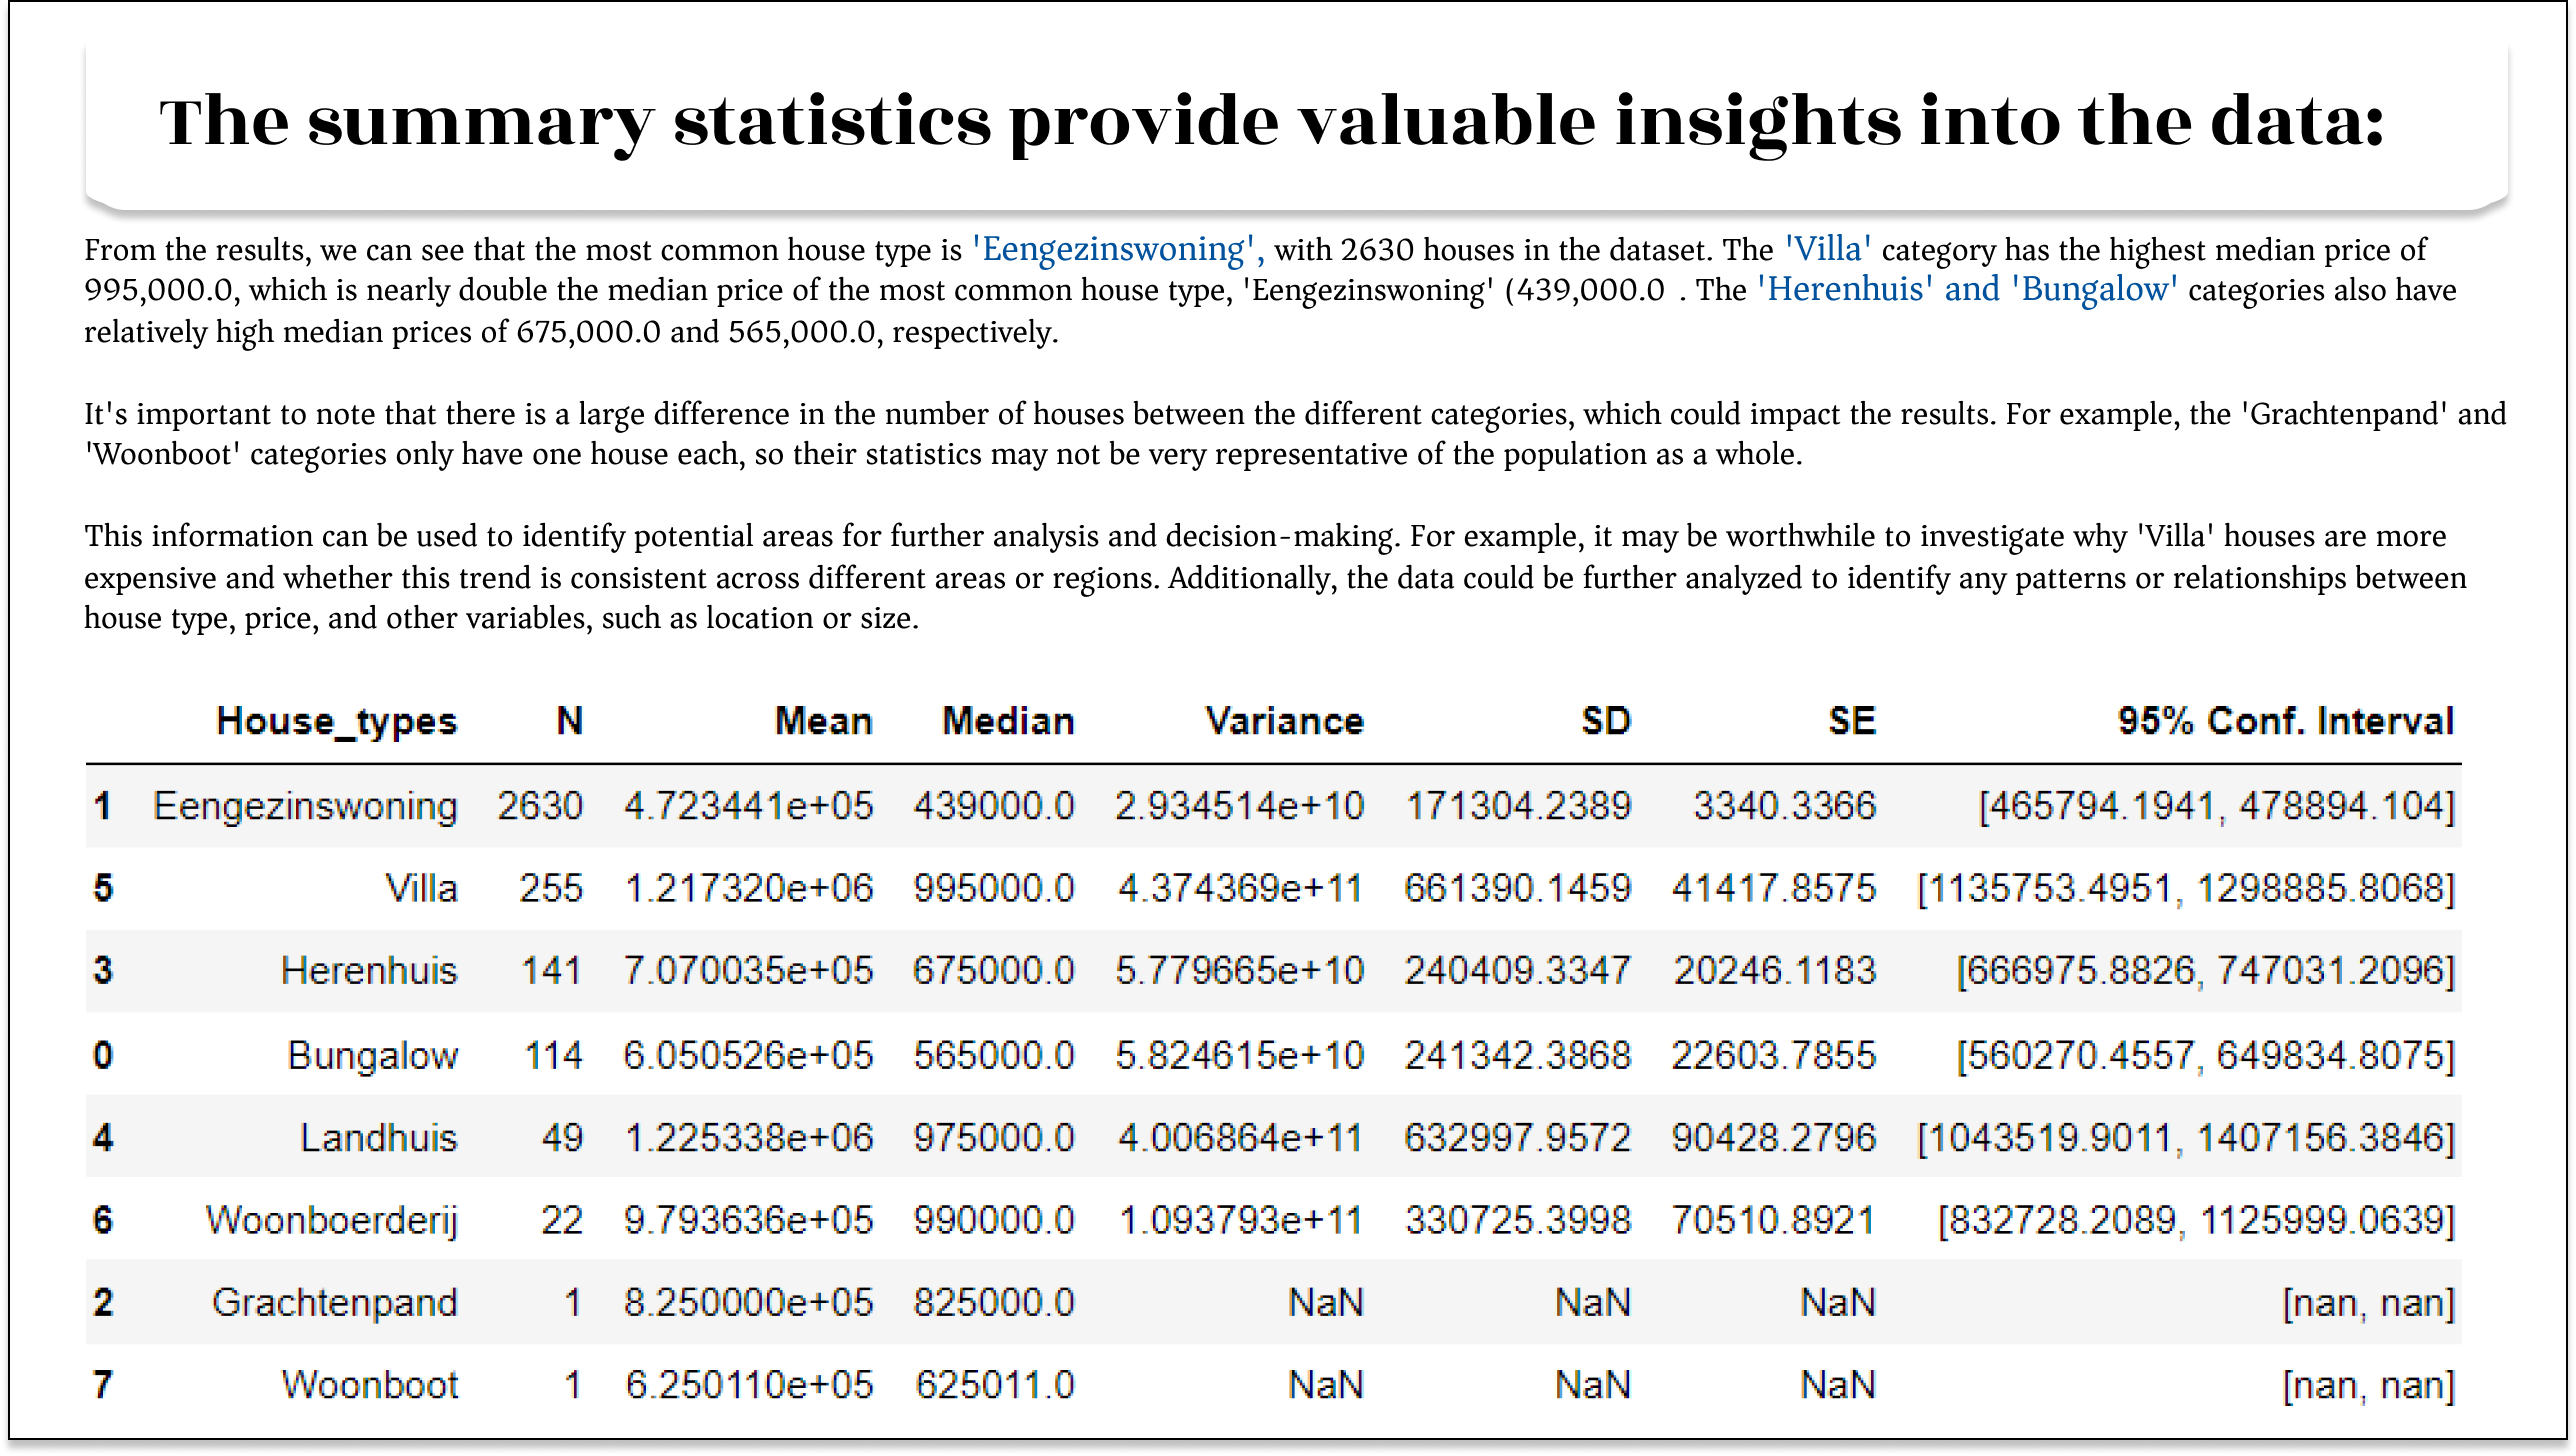 The summary statistics provide valuable insights into the data:
From the results, we can see that the most common house type is 'Eengezinswoning', with 2630 houses in the dataset. The 'Villa' category has the highest median price of
995,000.0, which is nearly double the median price of the most common house type, 'Eengezinswoning' (439,000.0 . The 'Herenhuis' and 'Bungalow' categories also have
relatively high median prices of 675,000.0 and 565,000.0, respectively.
It's important to note that there is a large difference in the number of houses between the different categories, which could impact the results. For example, the 'Grachtenpand' and
'Woonboot' categories only have one house each, so their statistics may not be very representative of the population as a whole.
This information can be used to identify potential areas for further analysis and decision-making. For example, it may be worthwhile to investigate why 'Villa' houses are more
expensive and whether this trend is consistent across different areas or regions. Additionally, the data could be further analyzed to identify any patterns or relationships between
house type, price, and other variables, such as location or size.
House_types N Mean Median Variance SD SE 95% Conf. Interval
1 Eengezinswoning 2630 4.723441e+05 439000.0 2.934514e+10 171304.2389 3340.3366 [465794.1941, 478894.104]
5 Villa 255 1.217320e+06 995000.0 4.374369e+11 661390.1459 41417.8575 [1135753.4951, 1298885.8068]
3 Herenhuis 141 7.070035e+05 675000.0 5.779665e+10 240409.3347 20246.1183 [666975.8826, 747031.2096]
0 Bungalow 114 6.050526e+05 565000.0 5.824615e+10 241342.3868 22603.7855 [560270.4557, 649834.8075]
4 Landhuis 49 1.225338e+06 975000.0 4.006864e+11 632997.9572 90428.2796 [1043519.9011, 1407156.3846]
6 Woonboerderij 22 9.793636e+05 990000.0 1.093793e+11 330725.3998 70510.8921 [832728.2089, 1125999.0639]
2 Grachtenpand 1 8.250000e+05 825000.0 NaN NaN NaN [nan, nan]
7 Woonboot 1 6.250110e+05 625011.0 NaN NaN NaN [nan, nan]